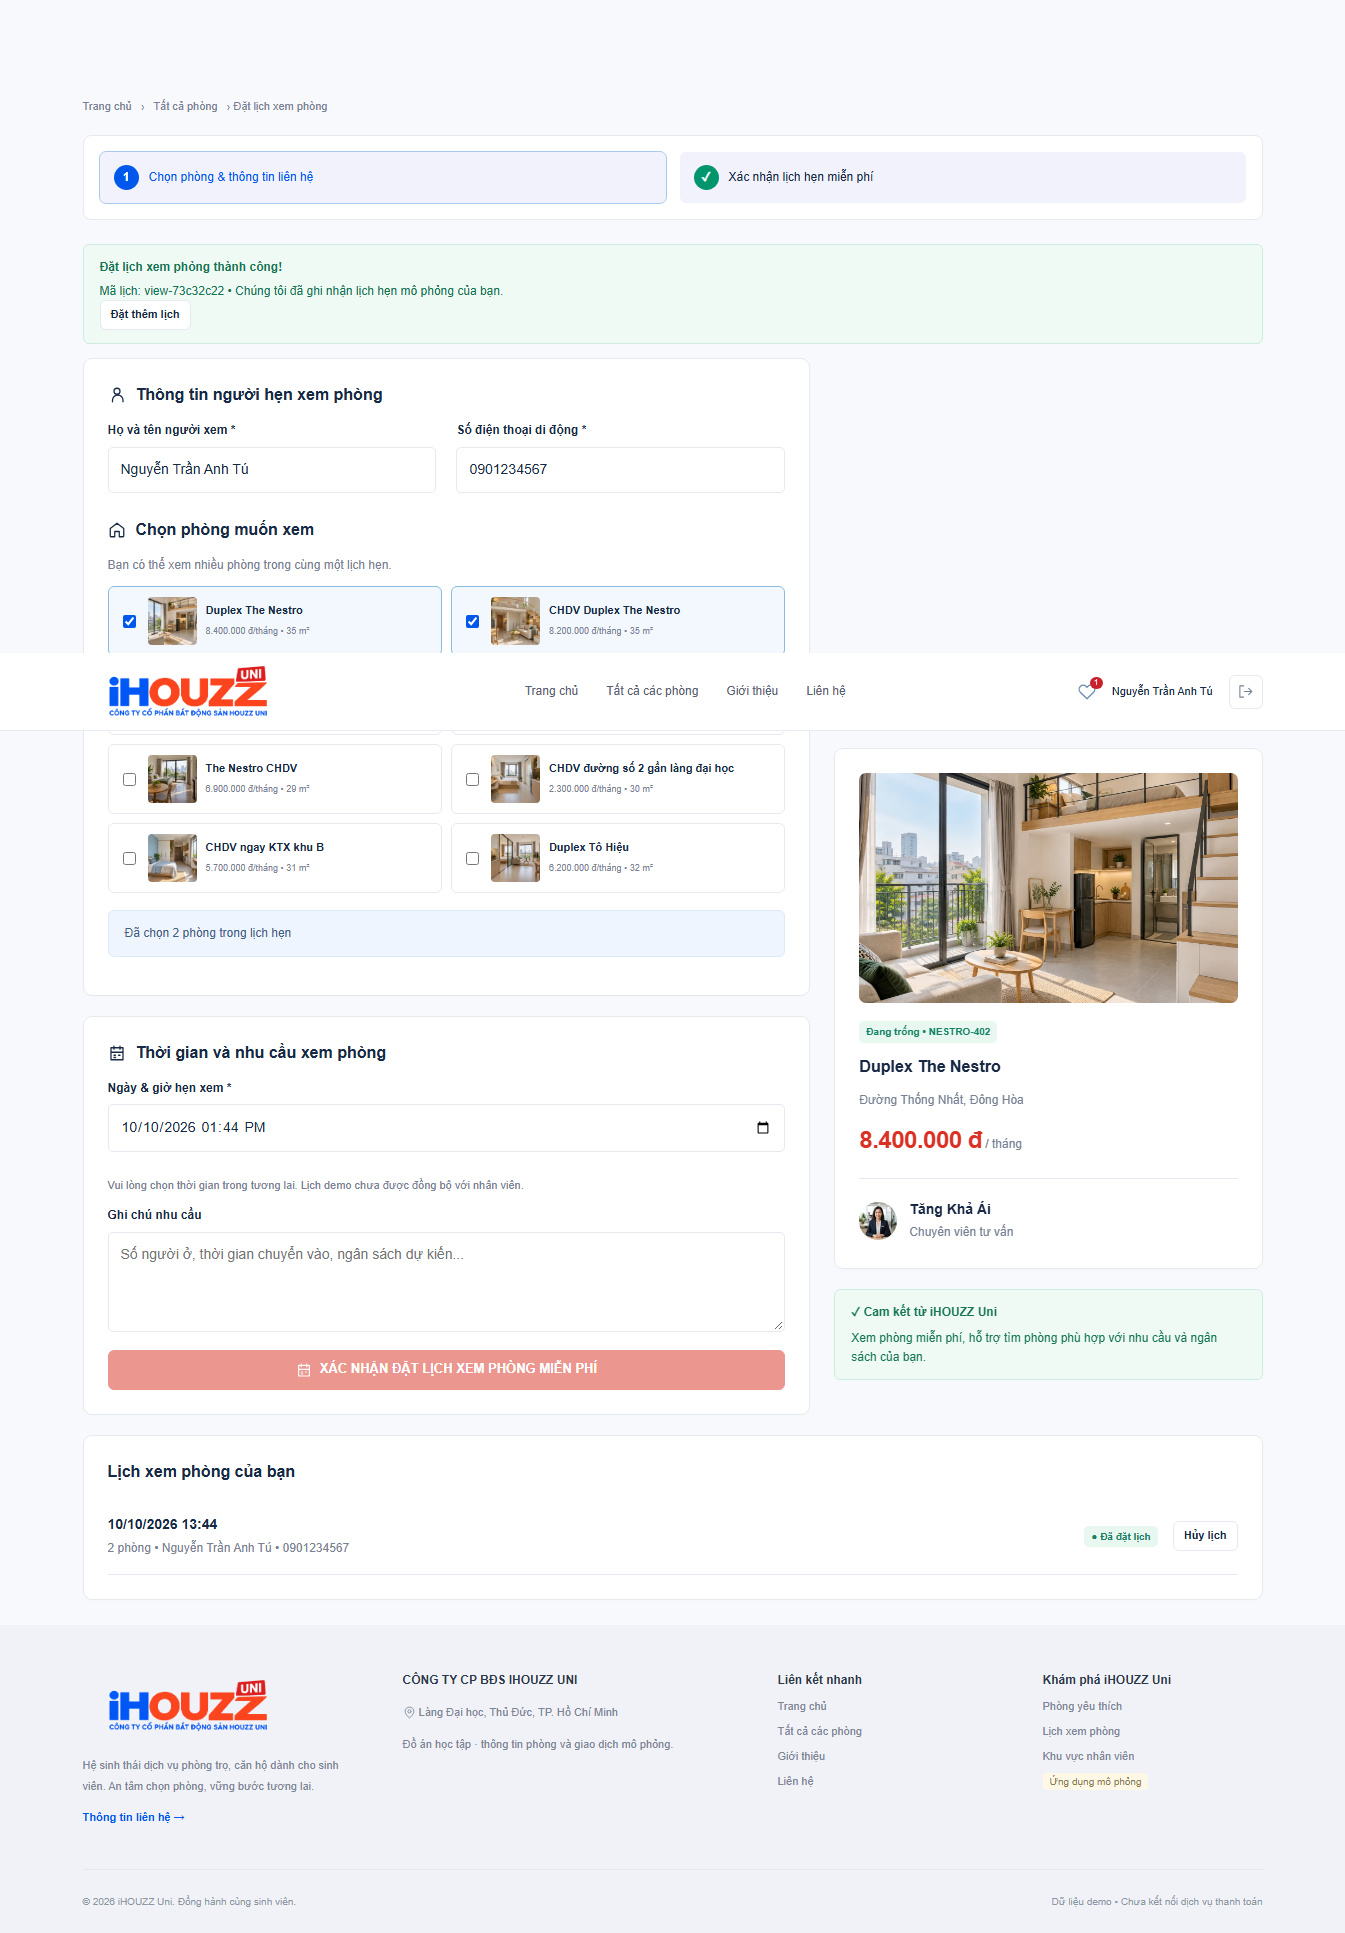 Trang chủ › Tất cả phòng › Đặt lịch xem phòng
1 Chọn phòng & thông tin liên hệ
✓ Xác nhận lịch hẹn miễn phí
Đặt lịch xem phòng thành công!
Mã lịch: view-73c32c22 • Chúng tôi đã ghi nhận lịch hẹn mô phỏng của bạn.
Đặt thêm lịch
Thông tin người hẹn xem phòng
Họ và tên người xem *
Số điện thoại di động *
Nguyễn Trần Anh Tú
0901234567
Chọn phòng muốn xem
Bạn có thể xem nhiều phòng trong cùng một lịch hẹn.
Duplex The Nestro
8.400.000 đ/tháng • 35 m²
CHDV Duplex The Nestro
8.200.000 đ/tháng • 35 m²
iHOUZZ UNI
CÔNG TY CỔ PHẦN BẤT ĐỘNG SẢN HOUZZ UNI
Trang chủ
Tất cả các phòng
Giới thiệu
Liên hệ
1
Nguyễn Trần Anh Tú
The Nestro CHDV
6.900.000 đ/tháng • 29 m²
CHDV đường số 2 gần làng đại học
2.300.000 đ/tháng • 30 m²
CHDV ngay KTX khu B
5.700.000 đ/tháng • 31 m²
Duplex Tô Hiệu
6.200.000 đ/tháng • 32 m²
Đã chọn 2 phòng trong lịch hẹn
Thời gian và nhu cầu xem phòng
Ngày & giờ hẹn xem *
10/10/2026 01:44 PM
Vui lòng chọn thời gian trong tương lai. Lịch demo chưa được đồng bộ với nhân viên.
Ghi chú nhu cầu
Số người ở, thời gian chuyển vào, ngân sách dự kiến...
XÁC NHẬN ĐẶT LỊCH XEM PHÒNG MIỄN PHÍ
Đang trống • NESTRO-402
Duplex The Nestro
Đường Thống Nhất, Đông Hòa
8.400.000 đ / tháng
Tăng Khả Ái
Chuyên viên tư vấn
✓ Cam kết từ iHOUZZ Uni
Xem phòng miễn phí, hỗ trợ tìm phòng phù hợp với nhu cầu và ngân
sách của bạn.
Lịch xem phòng của bạn
10/10/2026 13:44
2 phòng • Nguyễn Trần Anh Tú • 0901234567
• Đã đặt lịch
Hủy lịch
iHOUZZ UNI
CÔNG TY CỔ PHẦN BẤT ĐỘNG SẢN HOUZZ UNI
Hệ sinh thái dịch vụ phòng trọ, căn hộ dành cho sinh
viên. An tâm chọn phòng, vững bước tương lai.
Thông tin liên hệ →
CÔNG TY CP BĐS IHOUZZ UNI
Làng Đại học, Thủ Đức, TP. Hồ Chí Minh
Đồ án học tập · thông tin phòng và giao dịch mô phỏng.
Liên kết nhanh
Trang chủ
Tất cả các phòng
Giới thiệu
Liên hệ
Khám phá iHOUZZ Uni
Phòng yêu thích
Lịch xem phòng
Khu vực nhân viên
Ứng dụng mô phỏng
© 2026 iHOUZZ Uni. Đồng hành cùng sinh viên.
Dữ liệu demo • Chưa kết nối dịch vụ thanh toán